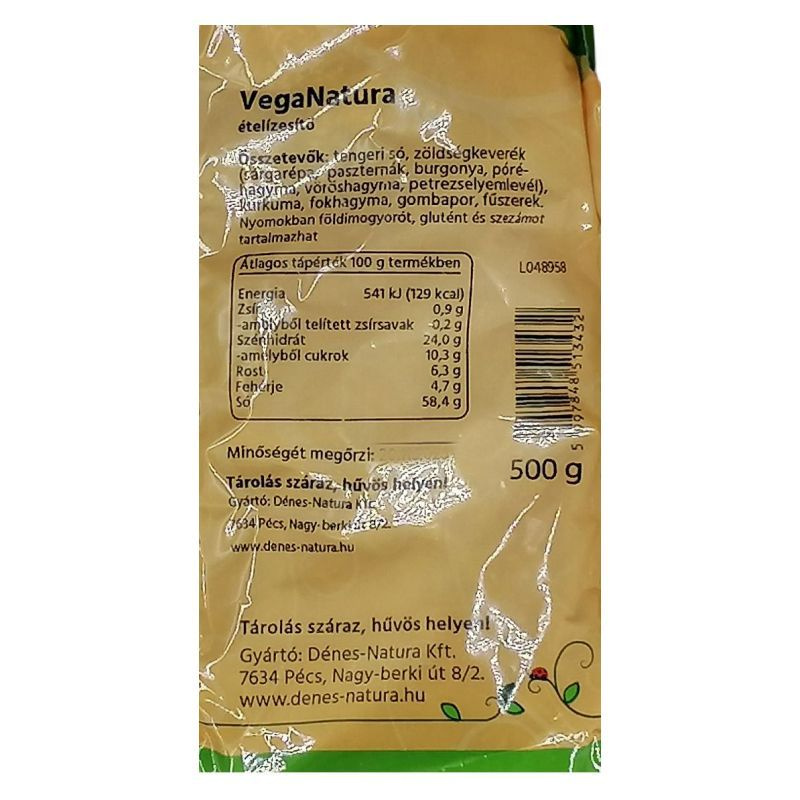 VegaNatura
ételízesítő
Összetevők: tengeri só, zöldségkeverék
(sárgarépa, paszternák, burgonya, póré-
hagyma, vöröshagyma, petrezselyemlevél),
kurkuma, fokhagyma, gombapor, fűszerek.
Nyomokban földimogyorót, glutént és szezámot
tartalmazhat
Átlagos tápérték 100 g termékben
Energia 541 kJ (129 kcal)
Zsír 0,9 g
-amelyből telített zsírsavak 0,2 g
Szénhidrát 24,0 g
-amelyből cukrok 10,3 g
Rost 6,3 g
Fehérje 4,7 g
Só 58,4 g
L048958
5 997848 513432
500 g
Minőségét megőrzi:
Tárolás száraz, hűvös helyen!
Gyártó: Dénes-Natura Kft.
7634 Pécs, Nagy-berki út 8/2.
www.denes-natura.hu
Tárolás száraz, hűvös helyen!
Gyártó: Dénes-Natura Kft.
7634 Pécs, Nagy-berki út 8/2.
www.denes-natura.hu